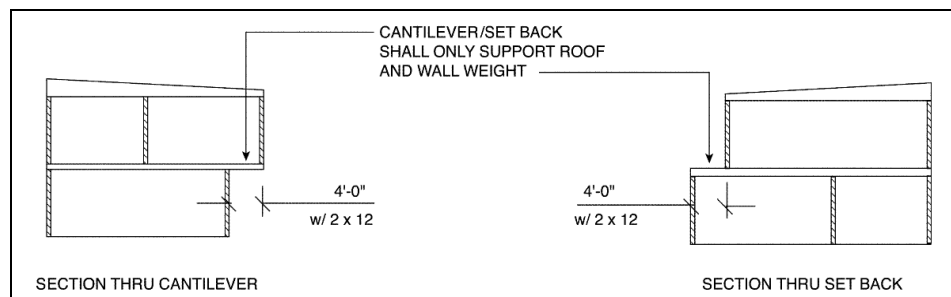 CANTILEVER/SET BACK
SHALL ONLY SUPPORT ROOF
AND WALL WEIGHT
4'-0"
w/ 2 x 12
4'-0"
w/ 2 x 12
SECTION THRU CANTILEVER
SECTION THRU SET BACK